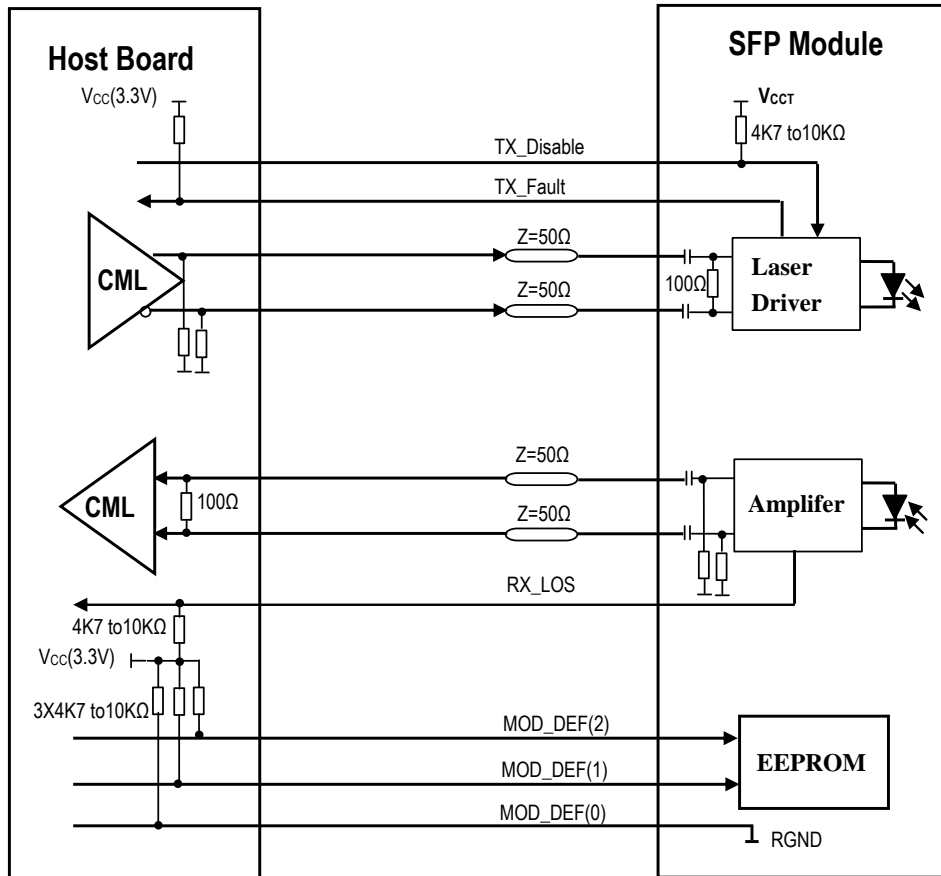 Host Board
SFP Module
VCC(3.3V)
VCCT
4K7 to10KΩ
TX_Disable
TX_Fault
Z=50Ω
CML
Laser
Driver
100Ω
Z=50Ω
Z=50Ω
CML
100Ω
Amplifer
Z=50Ω
RX_LOS
4K7 to10KΩ
VCC(3.3V)
3X4K7 to10KΩ
MOD_DEF(2)
EEPROM
MOD_DEF(1)
MOD_DEF(0)
RGND